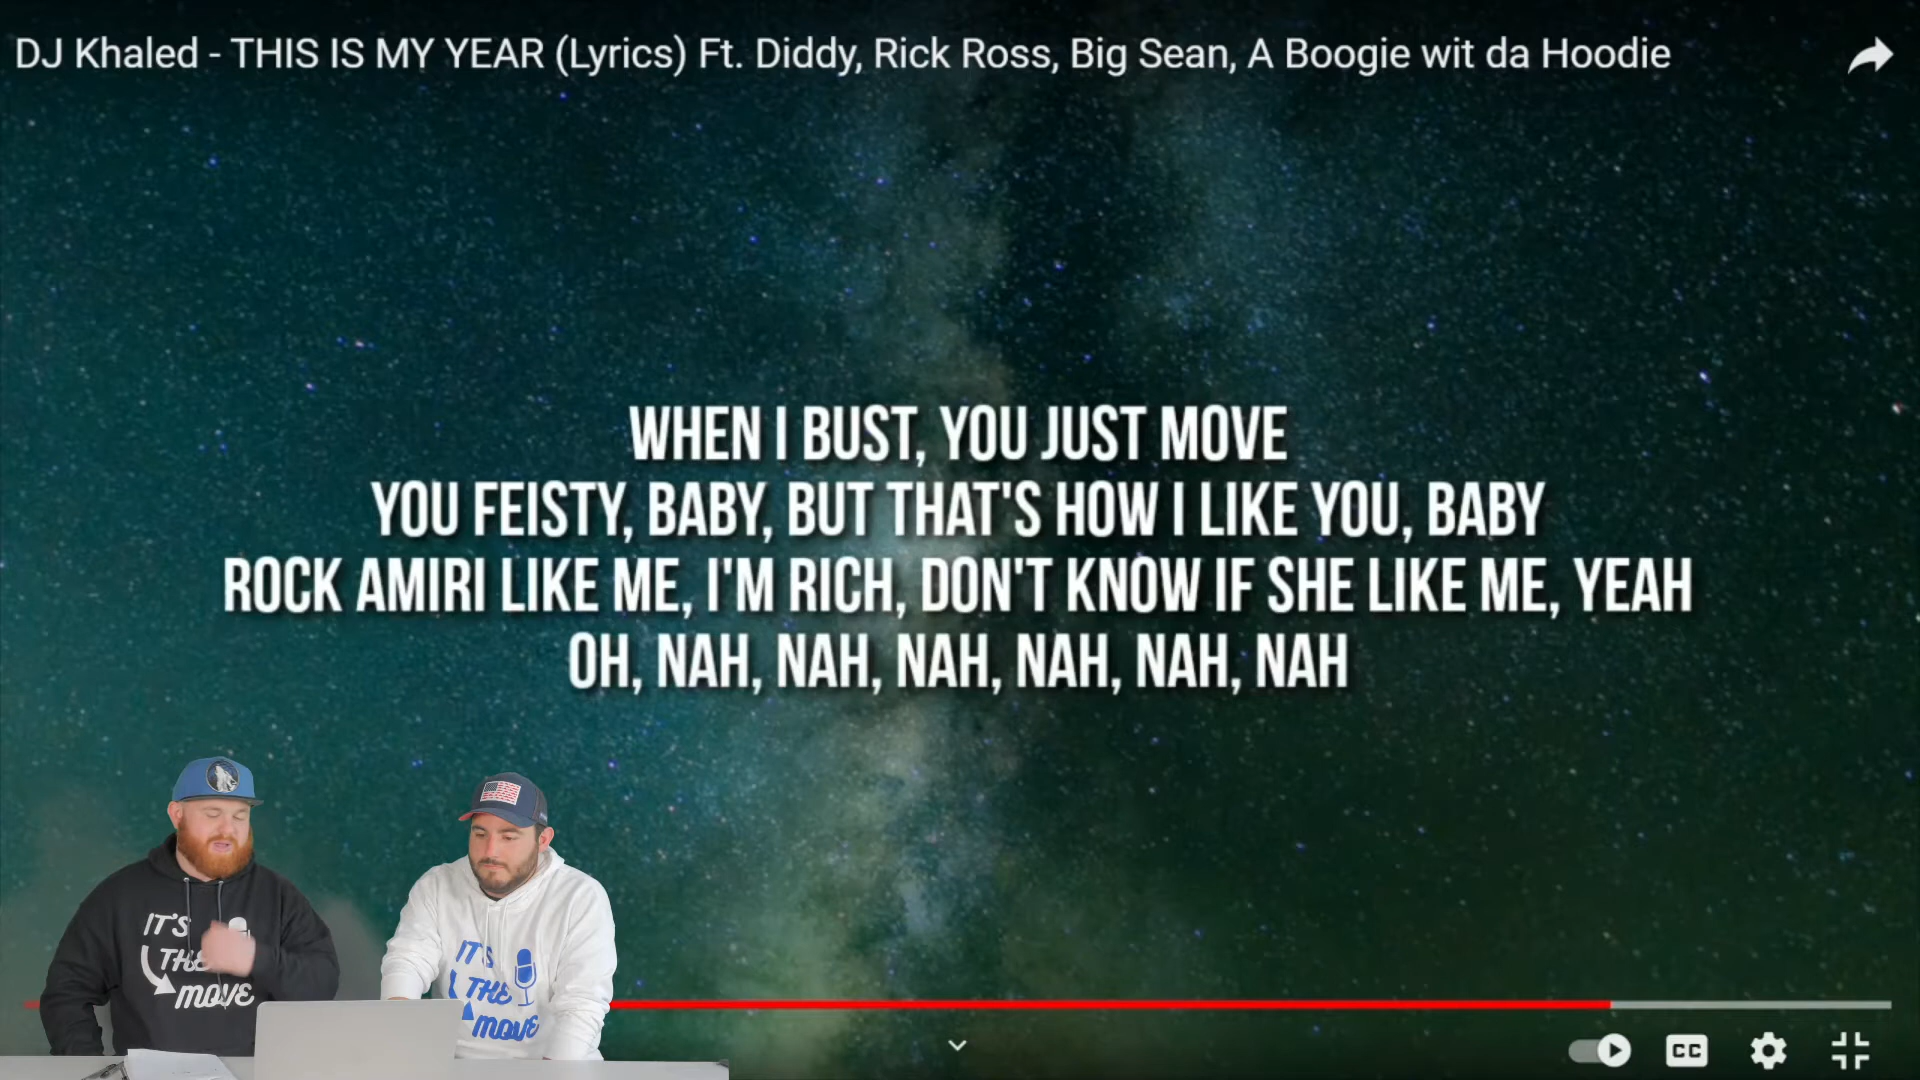 DJ Khaled - THIS IS MY YEAR (Lyrics) Ft. Diddy, Rick Ross, Big Sean, A Boogie wit da Hoodie
WHEN I BUST, YOU JUST MOVE
YOU FEISTY, BABY, BUT THAT'S HOW I LIKE YOU, BABY
ROCK AMIRI LIKE ME, I'M RICH, DON'T KNOW IF SHE LIKE ME, YEAH
OH, NAH, NAH, NAH, NAH, NAH, NAH
IT'S
THE
MOVE
IT'S
THE
MOVE
CC